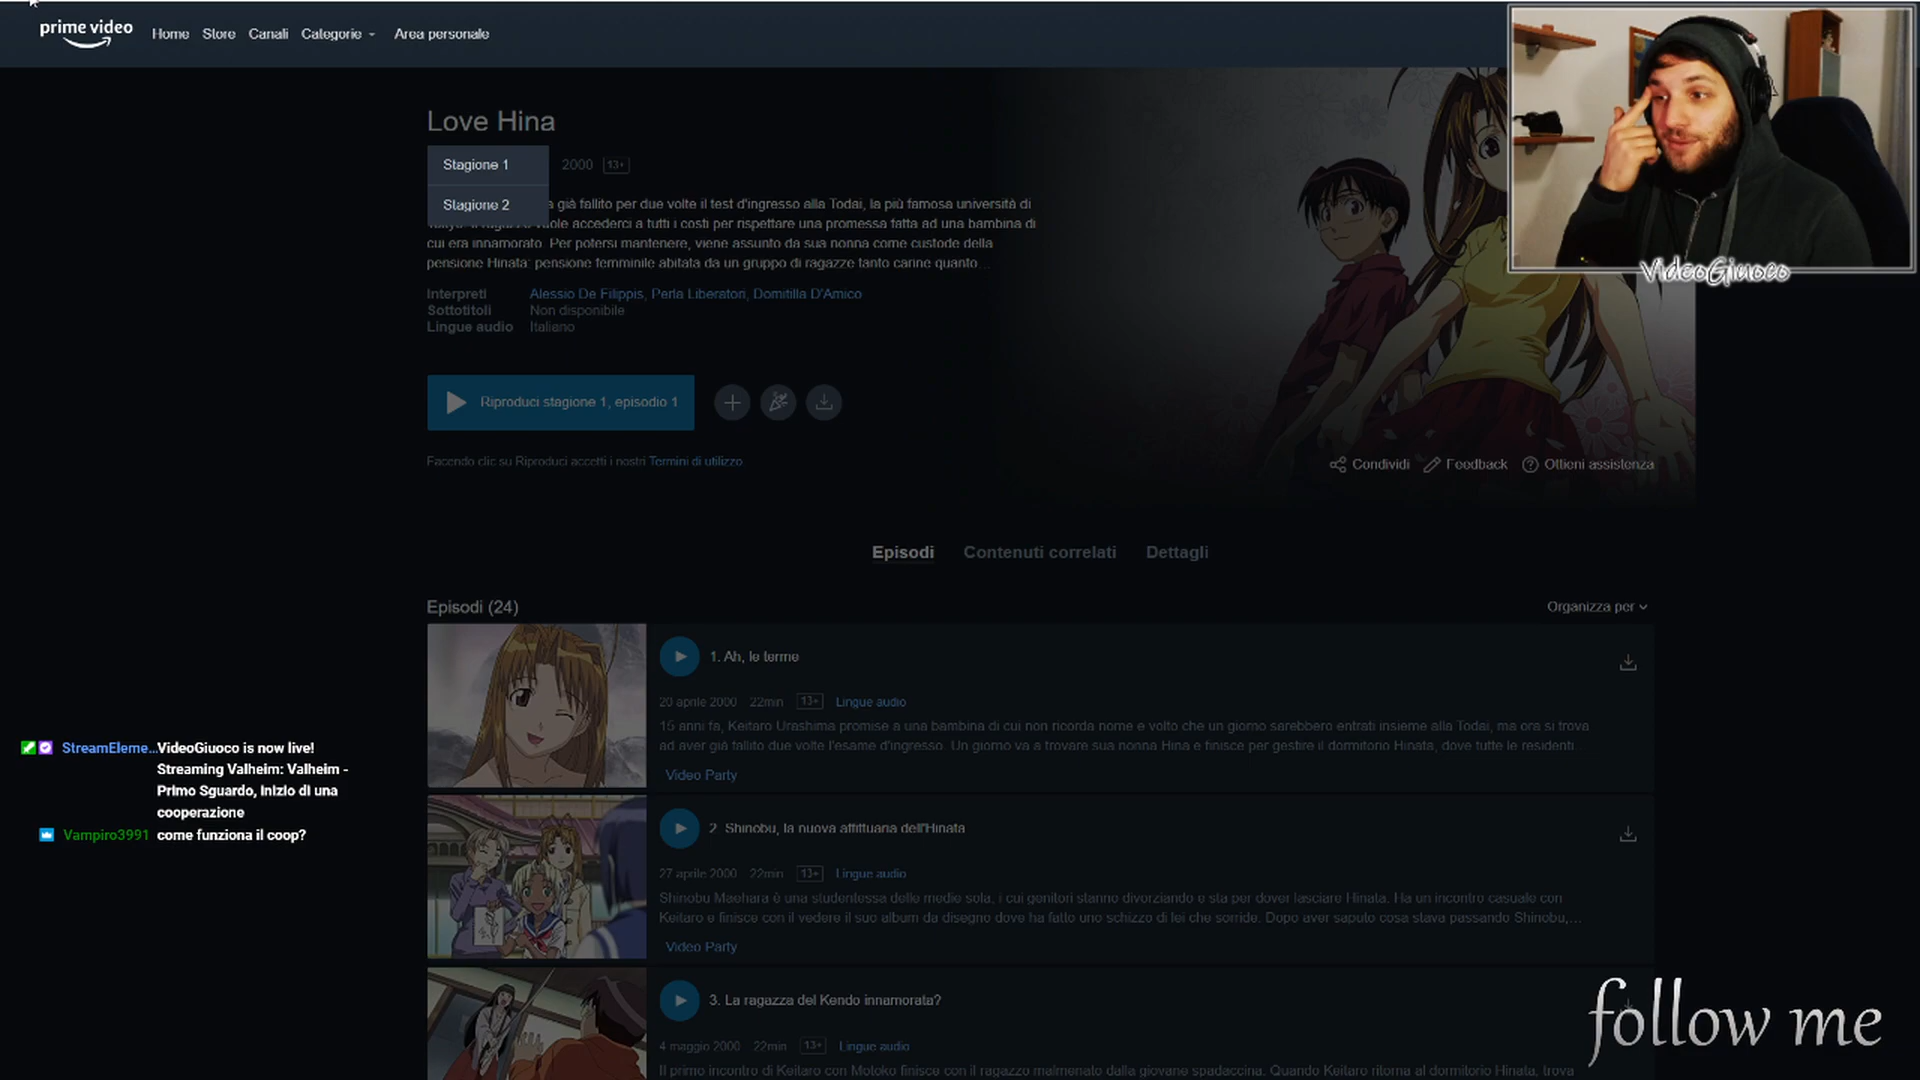 prime video
Home Store Canali Categorie Area personale
Love Hina
Stagione 1
2000 13+
Stagione 2
a già fallito per due volte il test d'ingresso alla Todai, la più famosa università di
accederci a tutti i costi per rispettare una promessa fatta ad una bambina di
cui era innamorato. Per potersi mantenere, viene assunto da sua nonna come custode della
pensione Hinata: pensione femminile abitata da un gruppo di ragazze tanto carine quanto...
Interpreti Alessio De Filippis, Perla Liberatori, Domitilla D'Amico
Sottotitoli Non disponibile
Lingue audio Italiano
Riproduci stagione 1, episodio 1
Facendo clic su Riproduci accetti i nostri Termini di utilizzo
Condividi Feedback Ottieni assistenza
VideoGiuoco
Episodi Contenuti correlati Dettagli
Episodi (24)
Organizza per
1. Ah, le terme
20 aprile 2000 22min 13+ Lingue audio
15 anni fa, Keitaro Urashima promise a una bambina di cui non ricorda nome e volto che un giorno sarebbero entrati insieme alla Todai, ma ora si trova
ad aver già fallito due volte l'esame d'ingresso. Un giorno va a trovare sua nonna Hina e finisce per gestire il dormitorio Hinata, dove tutte le residenti...
Video Party
2. Shinobu, la nuova affittuaria dell'Hinata
27 aprile 2000 22min 13+ Lingue audio
Shinobu Maehara è una studentessa delle medie sola, i cui genitori stanno divorziando e sta per dover lasciare Hinata. Ha un incontro casuale con
Keitaro e finisce con il vedere il suo album da disegno dove ha fatto uno schizzo di lei che sorride. Dopo aver saputo cosa stava passando Shinobu,...
Video Party
3. La ragazza del Kendo innamorata?
4 maggio 2000 22min 13+ Lingue audio
Il primo incontro di Keitaro con Motoko finisce con il ragazzo malmenato dalla giovane spadaccina. Quando Keitaro ritorna al dormitorio Hinata, trova
StreamEleme... VideoGiuoco is now live!
Streaming Valheim: Valheim -
Primo Sguardo, inizio di una
cooperazione
Vampiro3991 come funziona il coop?
follow me